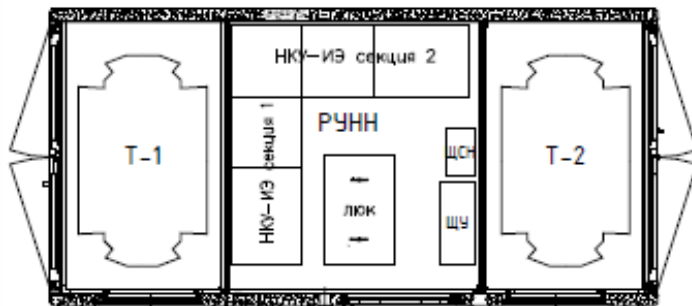 НКУ-ИЭ секция 2
НКУ-ИЭ секция 1
РУНН
Т-1
ЩСН
Т-2
люк
ЩУ